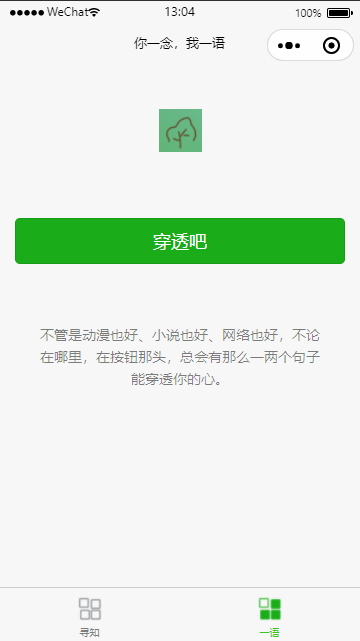 WeChat 13:04 100%
你一念，我一语
穿透吧
不管是动漫也好、小说也好、网络也好，不论
在哪里，在按钮那头，总会有那么一两个句子
能穿透你的心。
寻知 一语